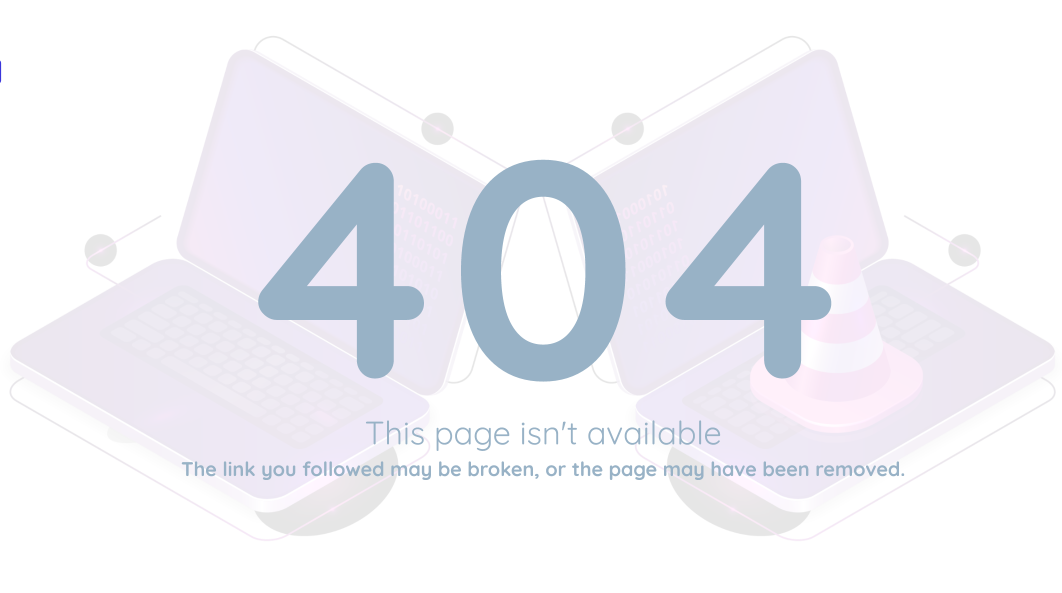 404
This page isn't available
The link you followed may be broken, or the page may have been removed.